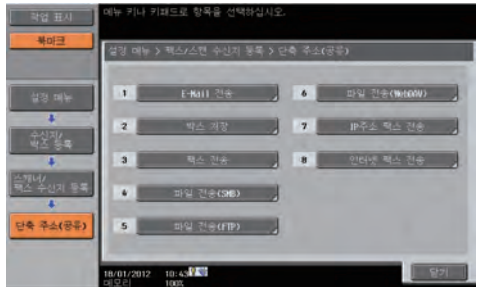 작업 표시
메뉴 키나 키패드로 항목을 선택하십시오.
북마크
설정 메뉴 > 팩스/스캔 수신지 등록 > 단축 주소(공유)
설정 메뉴
수신지/
박스 등록
스캐너/
팩스 수신지 등록
단축 주소(공유)
1 E-Mail 전송
2 박스 저장
3 팩스 전송
4 파일 전송(SMB)
5 파일 전송(FTP)
6 파일 전송(WebDAV)
7 IP주소 팩스 전송
8 인터넷 팩스 전송
18/01/2012 10:43
메모리 100%
닫기